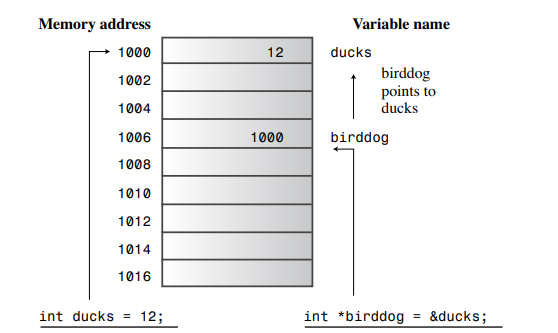 Memory address Variable name
1000 12 ducks
1002 birddog
points to
1004 ducks
1006 1000 birddog
1008
1010
1012
1014
1016
int ducks = 12; int *birddog = &ducks;